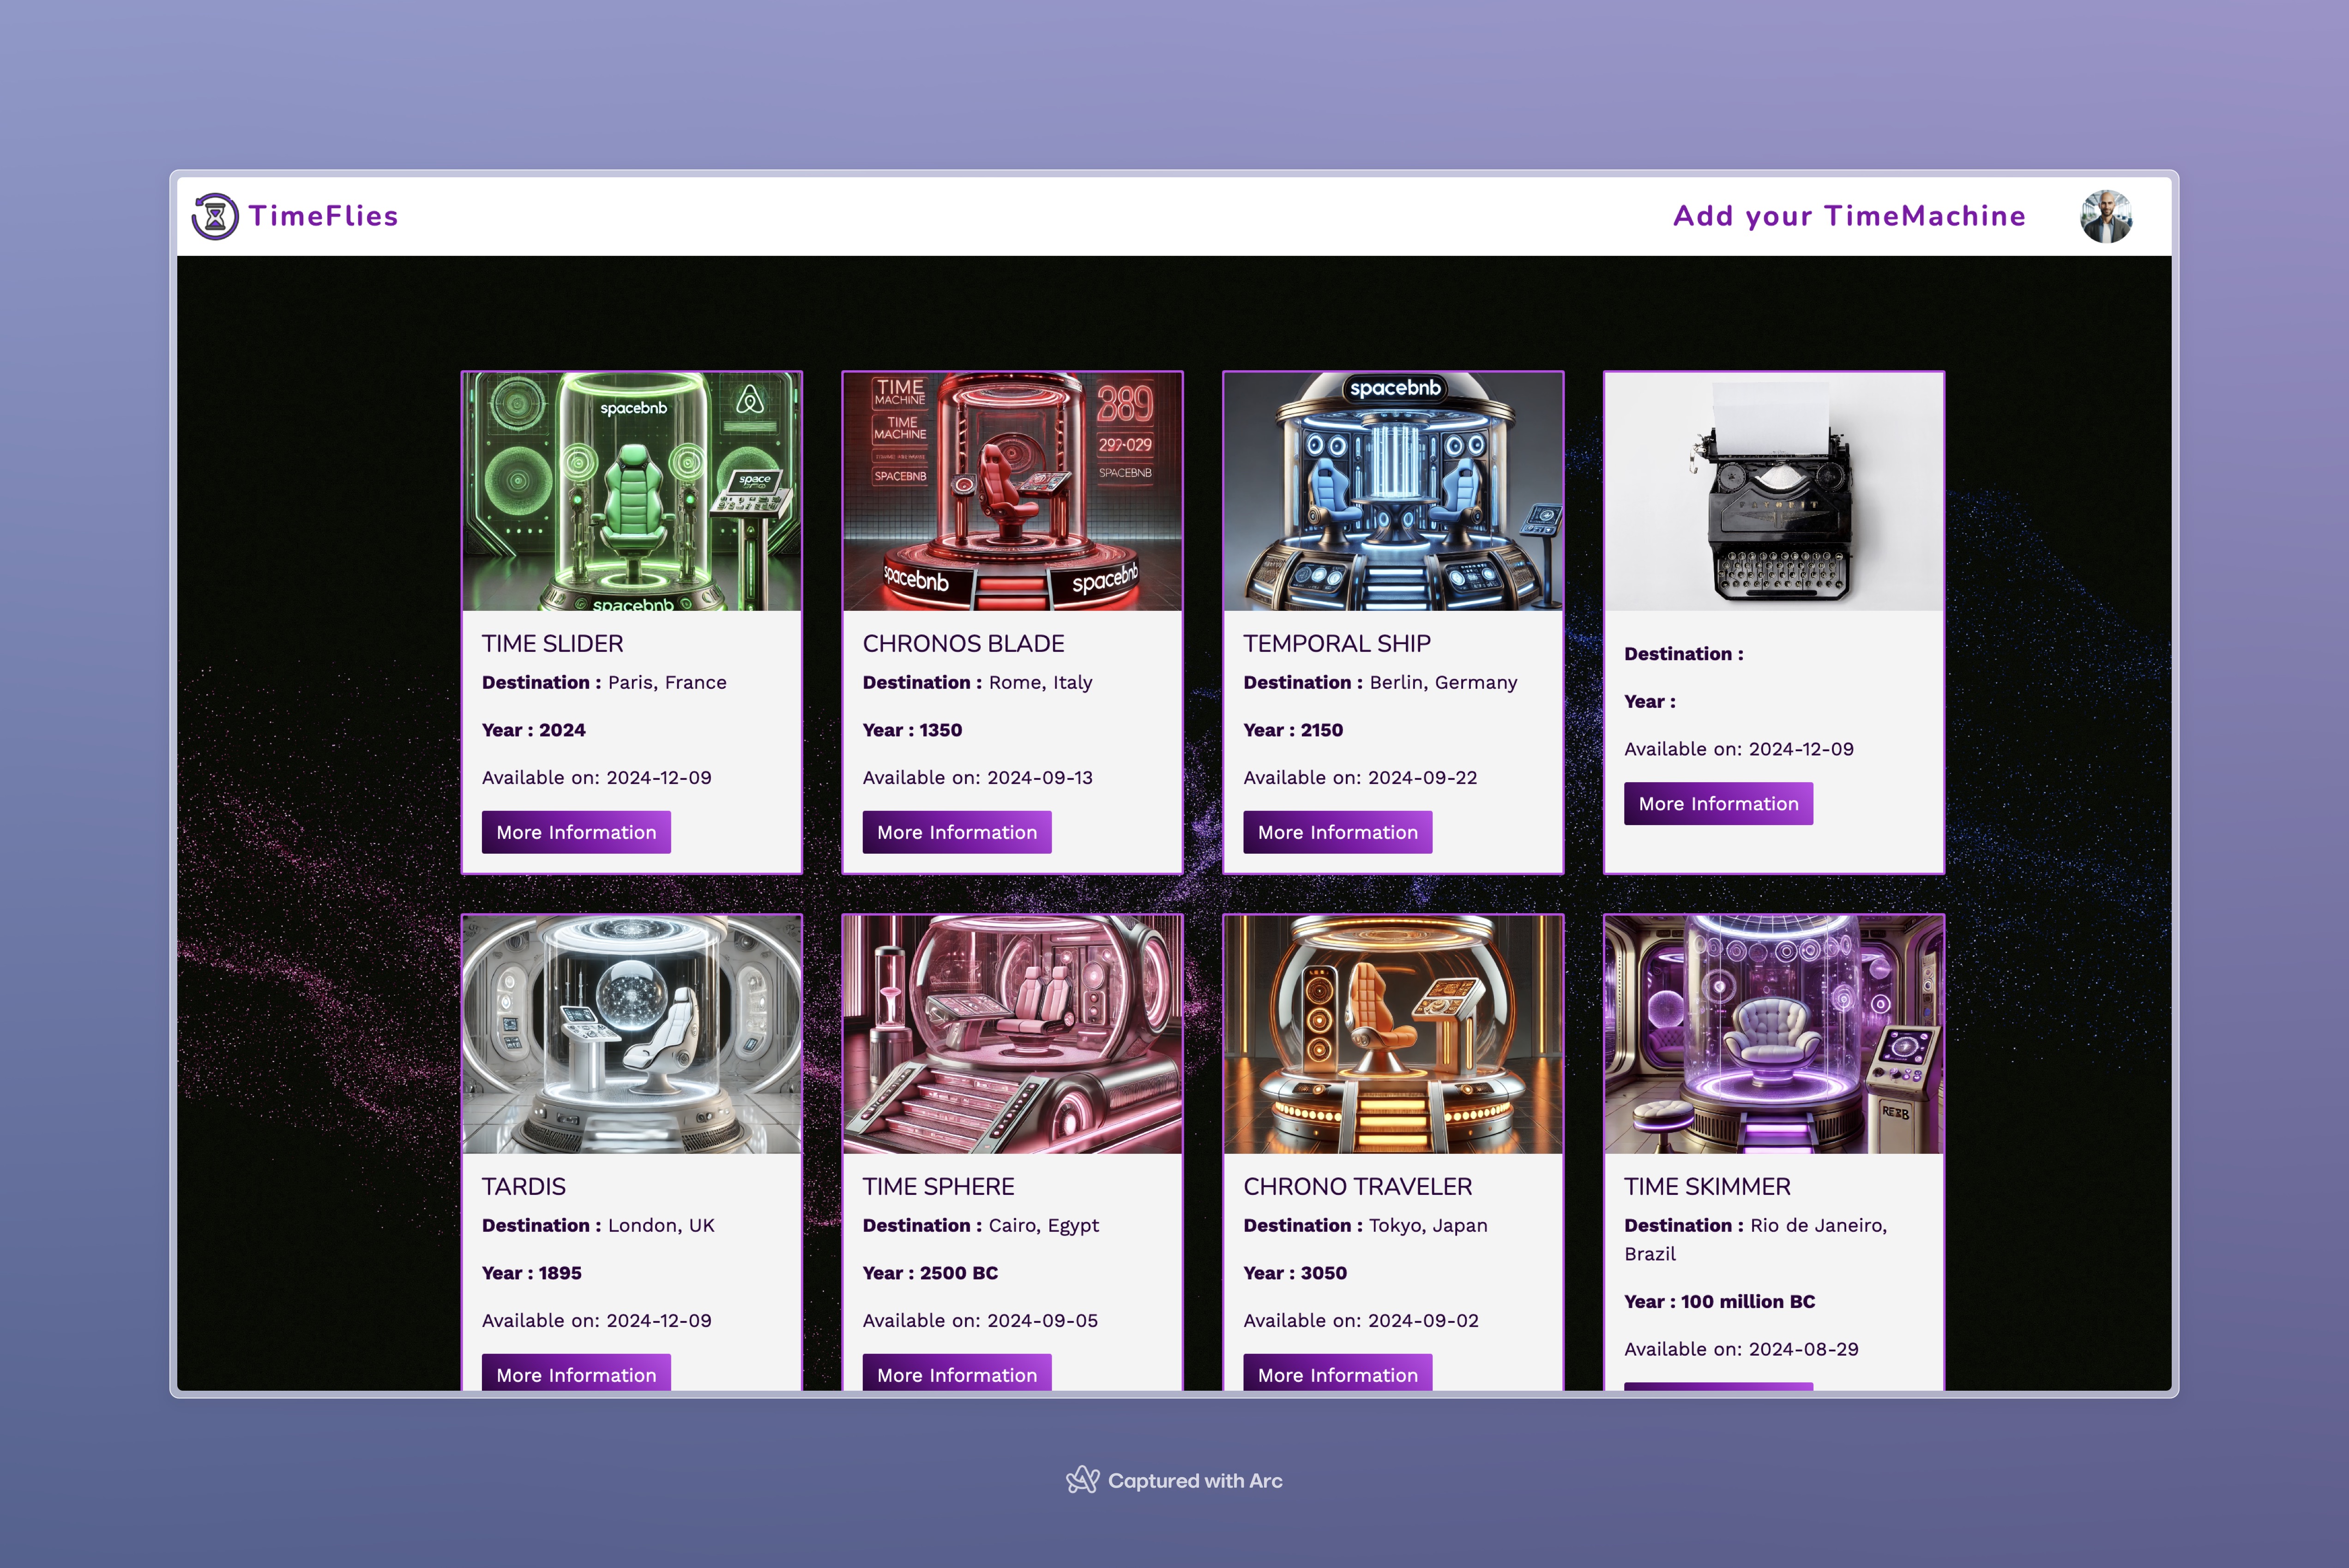 TimeFlies
Add your TimeMachine
spacebnb
space
spacebnb
TIME
MACHINE
TIME
MACHINE
SPACEBNB
389
SPACEBNB
spacebnb
spacebnb
spacebnb
TIME SLIDER
Destination : Paris, France
Year : 2024
Available on: 2024-12-09
More Information
CHRONOS BLADE
Destination : Rome, Italy
Year : 1350
Available on: 2024-09-13
More Information
TEMPORAL SHIP
Destination : Berlin, Germany
Year : 2150
Available on: 2024-09-22
More Information
Destination :
Year :
Available on: 2024-12-09
More Information
TARDIS
Destination : London, UK
Year : 1895
Available on: 2024-12-09
More Information
TIME SPHERE
Destination : Cairo, Egypt
Year : 2500 BC
Available on: 2024-09-05
More Information
CHRONO TRAVELER
Destination : Tokyo, Japan
Year : 3050
Available on: 2024-09-02
More Information
TIME SKIMMER
Destination : Rio de Janeiro,
Brazil
Year : 100 million BC
Available on: 2024-08-29
Captured with Arc